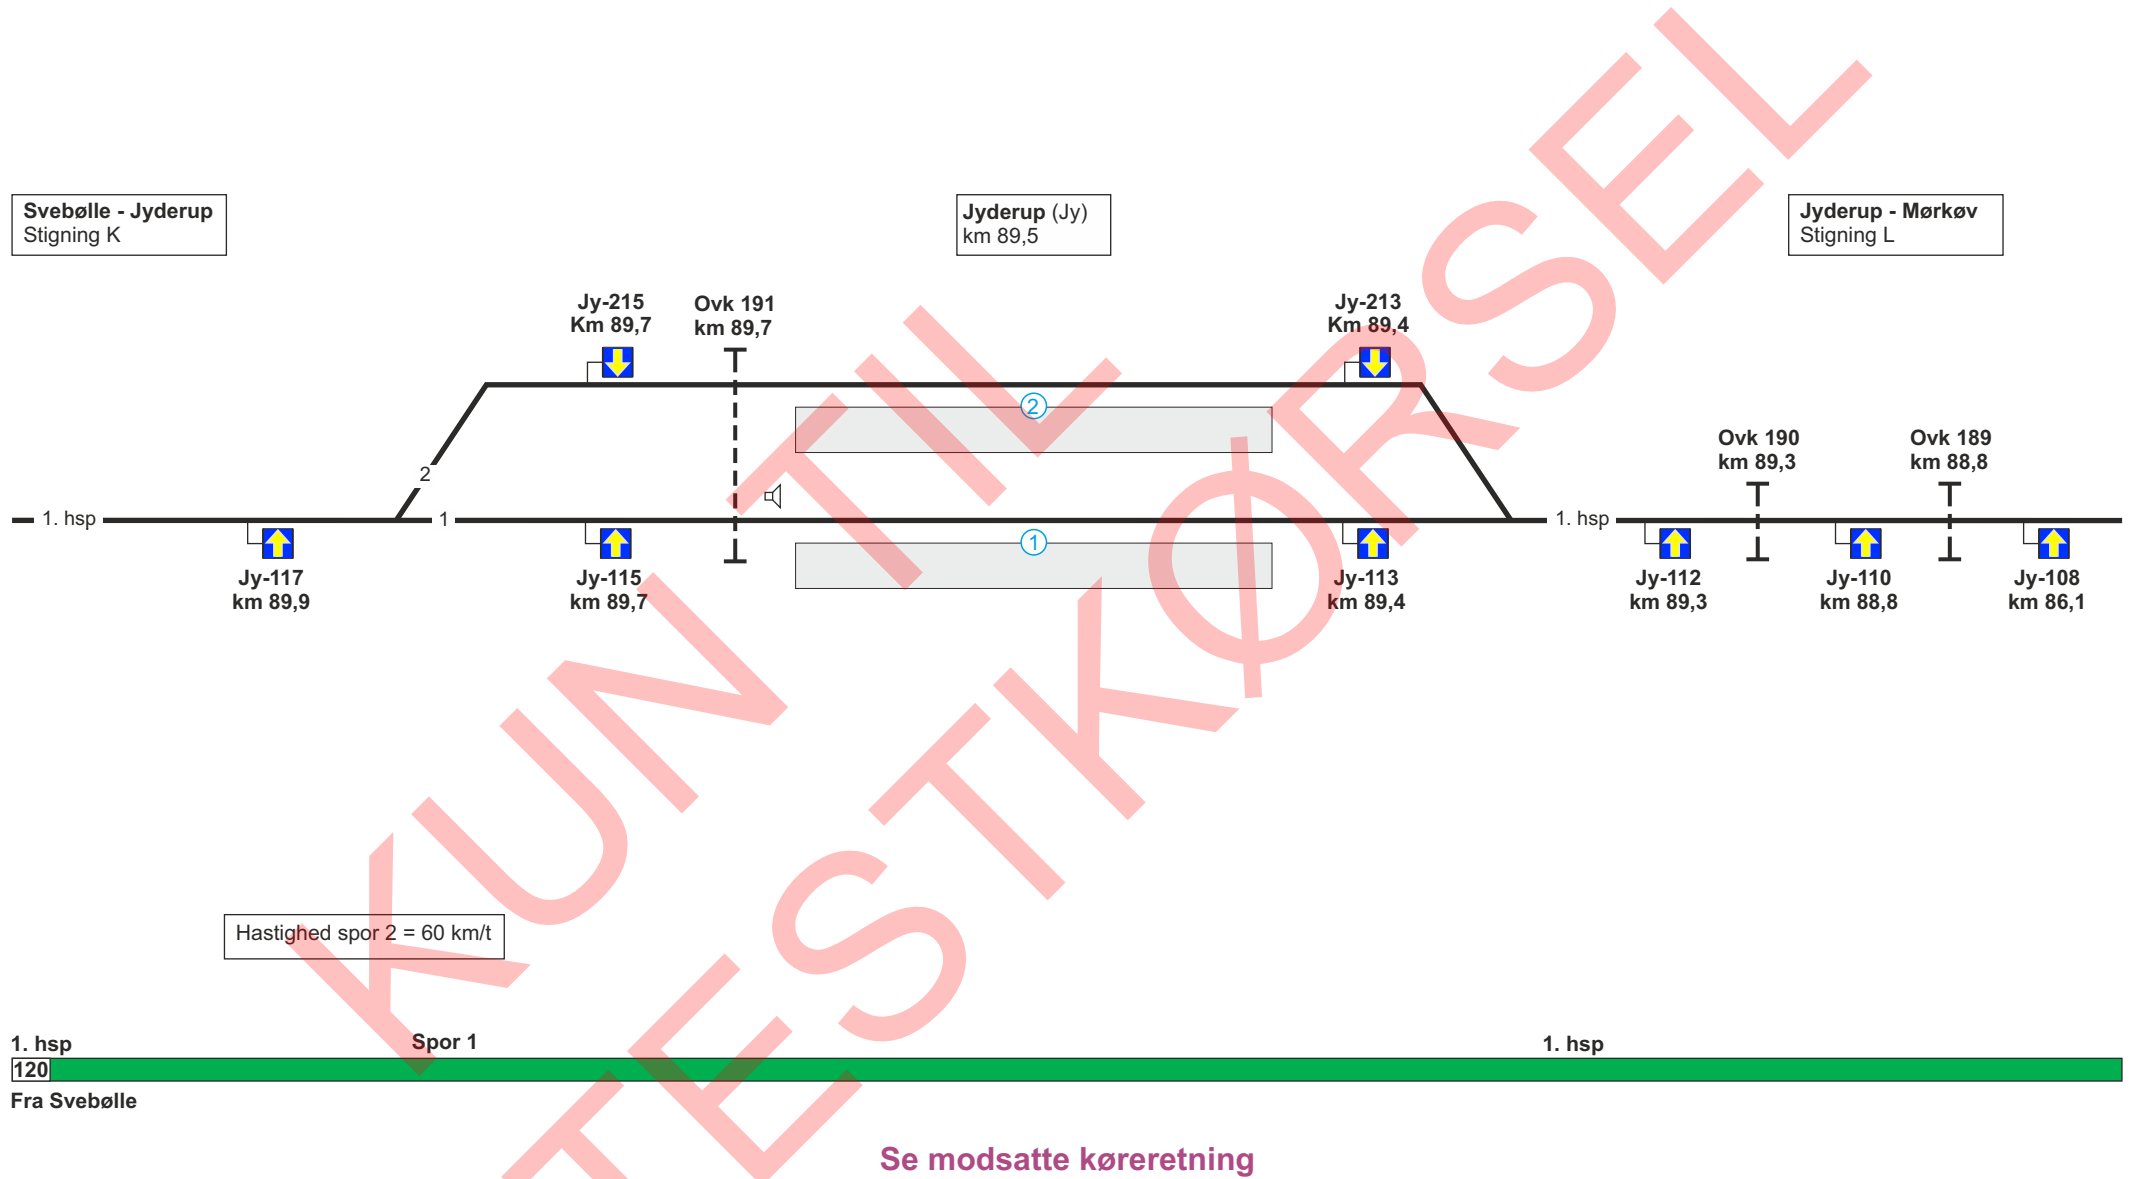 Svebølle - Jyderup
Stigning K
Jyderup (Jy)
km 89,5
Jyderup - Mørkøv
Stigning L
Jy-215
Km 89,7
Ovk 191
km 89,7
Jy-213
Km 89,4
2
Ovk 190
km 89,3
Ovk 189
km 88,8
2
1. hsp
1
1. hsp
1
Jy-117
km 89,9
Jy-115
km 89,7
Jy-113
km 89,4
Jy-112
km 89,3
Jy-110
km 88,8
Jy-108
km 86,1
KUN TIL
TESTKØRSEL
Hastighed spor 2 = 60 km/t
1. hsp
Spor 1
1. hsp
120
Fra Svebølle
Se modsatte køreretning